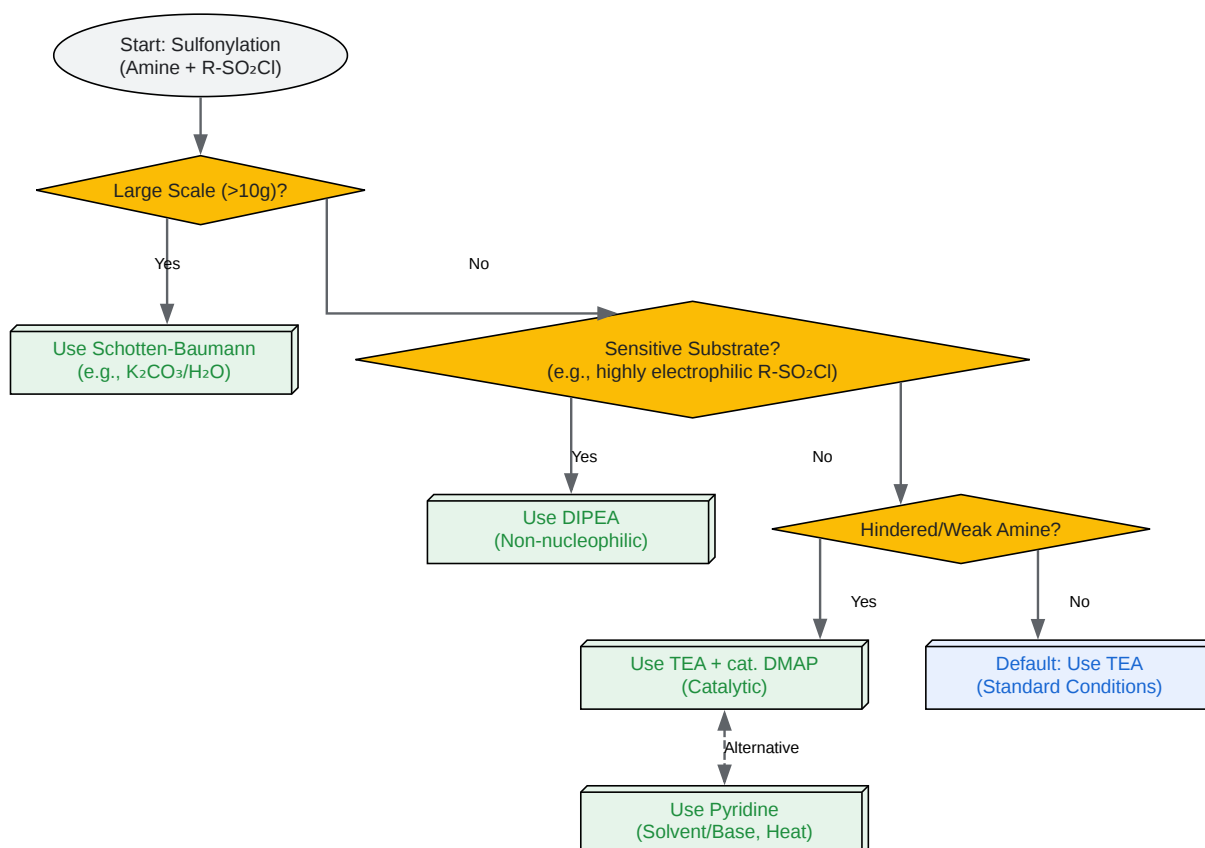 Start: Sulfonylation
(Amine + R-SO₂Cl)
Large Scale (>10g)?
Yes
No
Use Schotten-Baumann
(e.g., K₂CO₃/H₂O)
Sensitive Substrate?
(e.g., highly electrophilic R-SO₂Cl)
Yes
No
Use DIPEA
(Non-nucleophilic)
Hindered/Weak Amine?
Yes
No
Use TEA + cat. DMAP
(Catalytic)
Default: Use TEA
(Standard Conditions)
Alternative
Use Pyridine
(Solvent/Base, Heat)